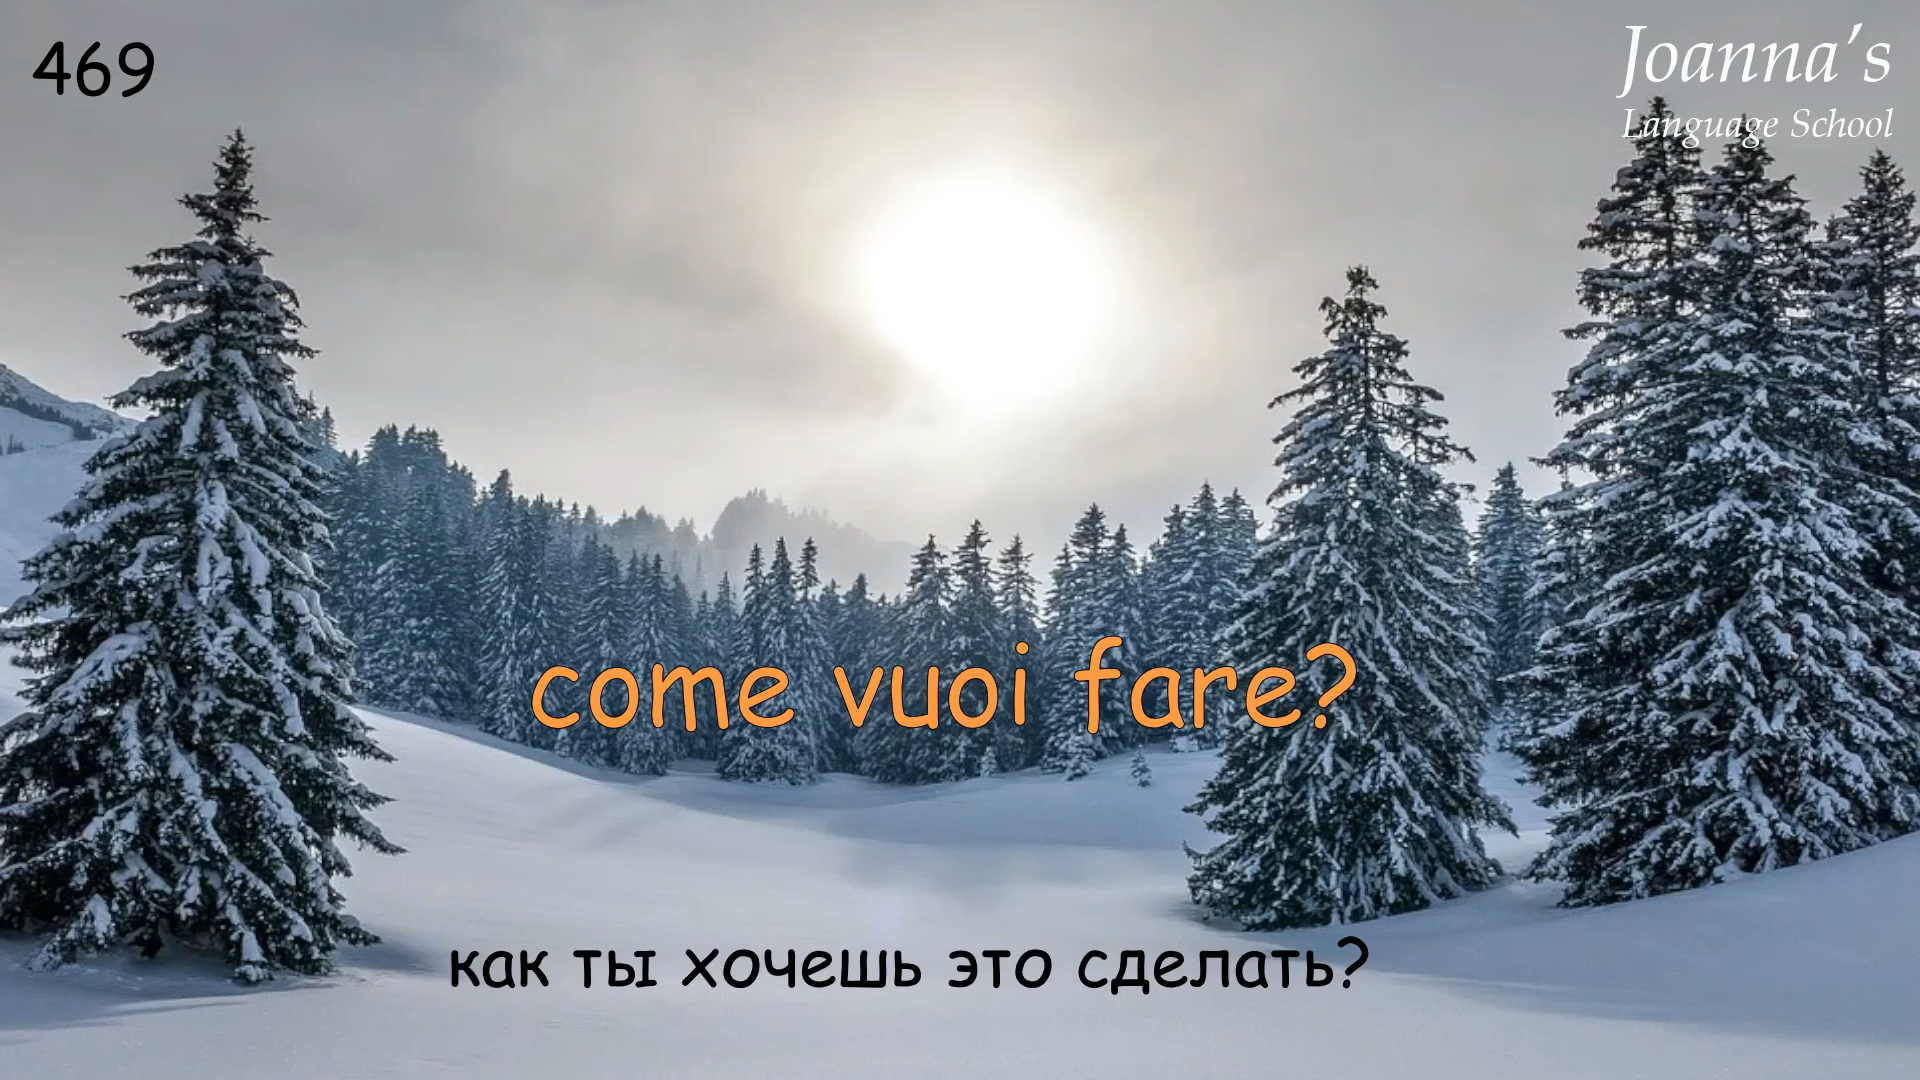 469
Joanna's
Language School
come vuoi fare?
как ты хочешь это сделать?